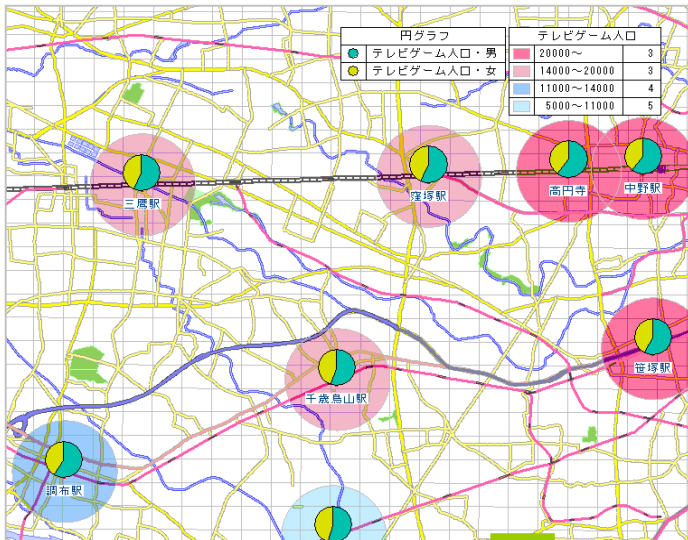 円グラフ
テレビゲーム人口・男
テレビゲーム人口・女
テレビゲーム人口
20000～ 3
14000～20000 3
11000～14000 4
5000～11000 5
三鷹駅
窪塚駅
高円寺
中野駅
笹塚駅
千歳烏山駅
調布駅